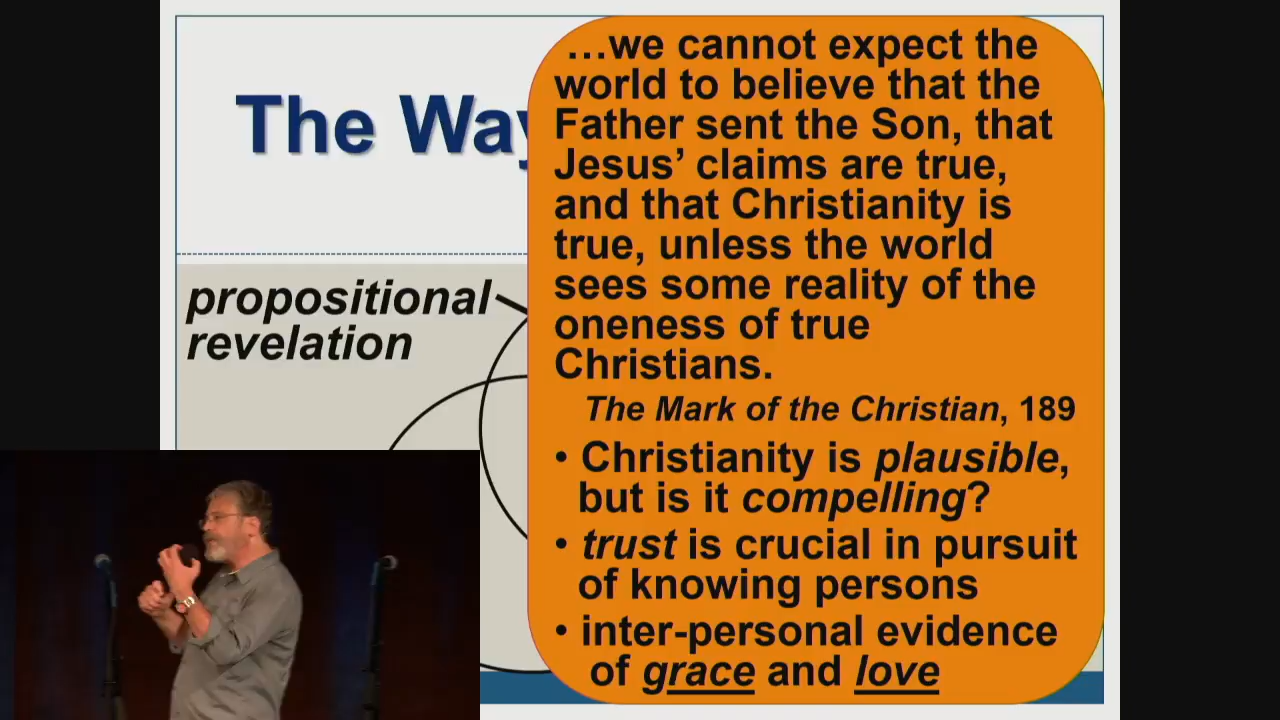 The Way
propositional
revelation
…we cannot expect the
world to believe that the
Father sent the Son, that
Jesus’ claims are true,
and that Christianity is
true, unless the world
sees some reality of the
oneness of true
Christians.
The Mark of the Christian, 189
• Christianity is plausible,
but is it compelling?
• trust is crucial in pursuit
of knowing persons
• inter-personal evidence
of grace and love